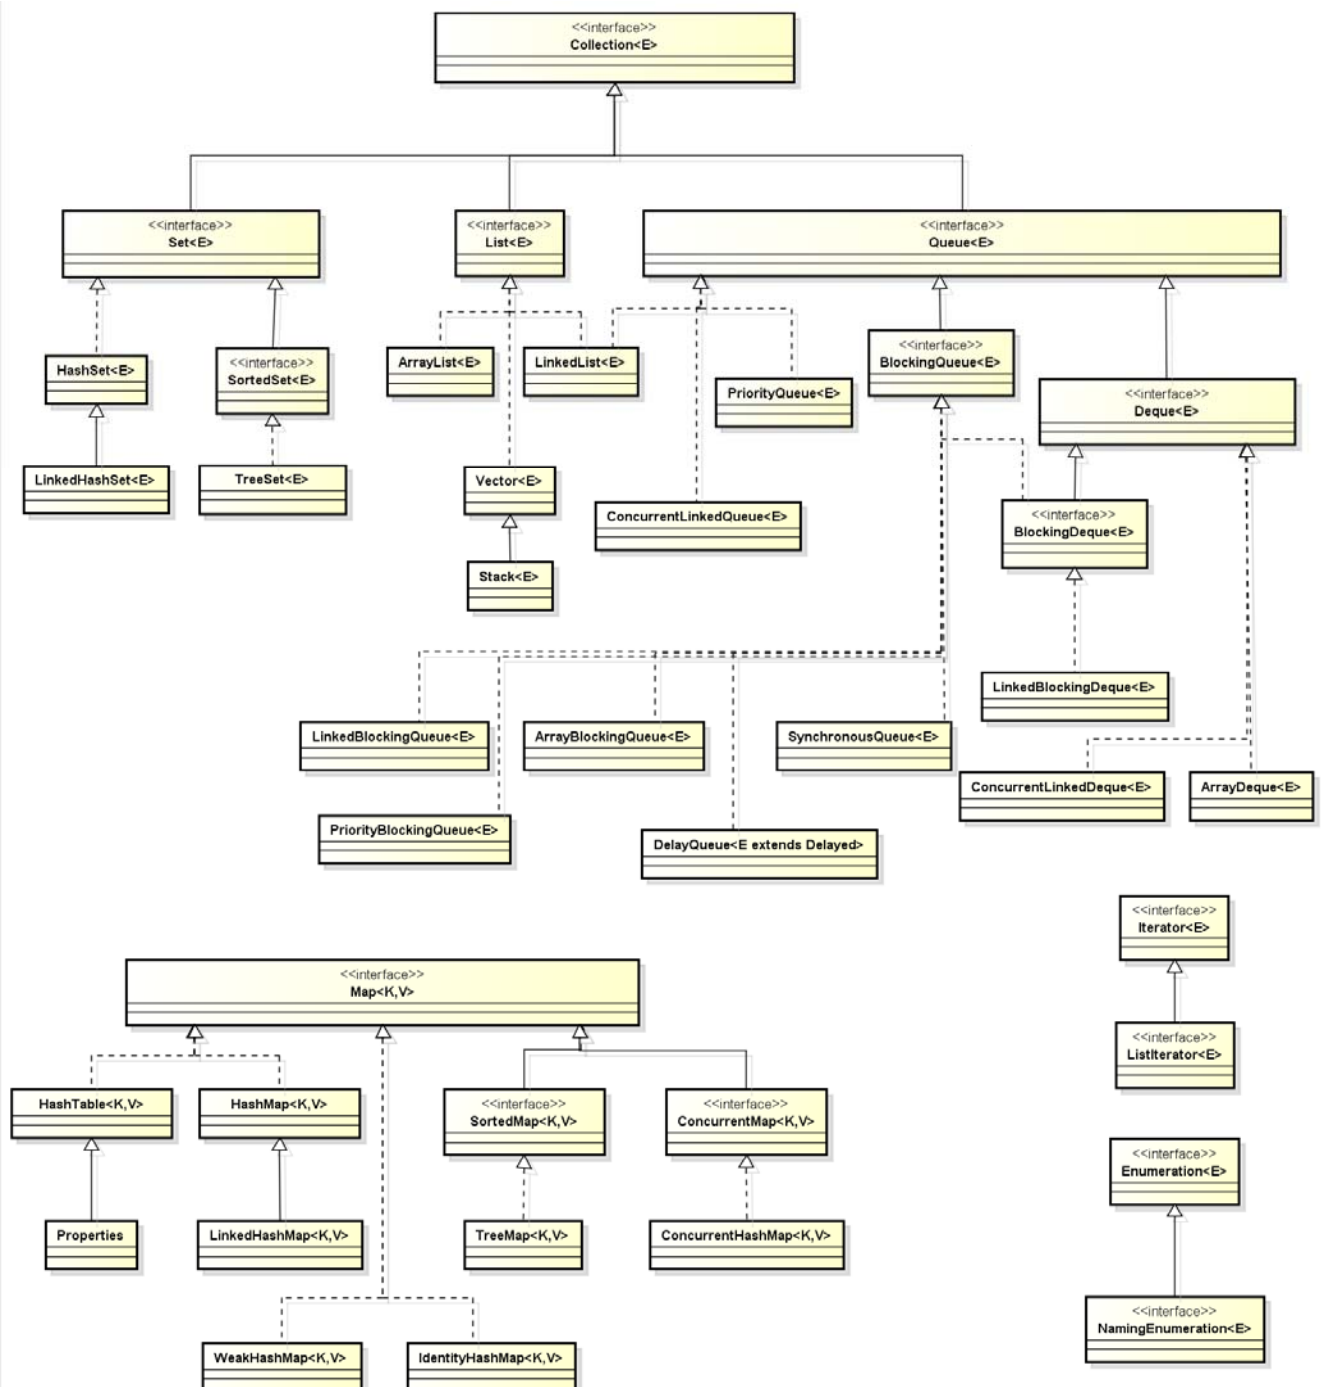 <<interface>>
Collection<E>
<<interface>>
Set<E>
<<interface>>
List<E>
<<interface>>
Queue<E>
HashSet<E>
<<interface>>
SortedSet<E>
ArrayList<E>
LinkedList<E>
<<interface>>
BlockingQueue<E>
PriorityQueue<E>
<<interface>>
Deque<E>
LinkedHashSet<E>
TreeSet<E>
Vector<E>
ConcurrentLinkedQueue<E>
<<interface>>
BlockingDeque<E>
Stack<E>
LinkedBlockingDeque<E>
LinkedBlockingQueue<E>
ArrayBlockingQueue<E>
SynchronousQueue<E>
ConcurrentLinkedDeque<E>
ArrayDeque<E>
PriorityBlockingQueue<E>
DelayQueue<E extends Delayed>
<<interface>>
Iterator<E>
<<interface>>
Map<K,V>
<<interface>>
ListIterator<E>
HashTable<K,V>
HashMap<K,V>
<<interface>>
SortedMap<K,V>
<<interface>>
ConcurrentMap<K,V>
<<interface>>
Enumeration<E>
Properties
LinkedHashMap<K,V>
TreeMap<K,V>
ConcurrentHashMap<K,V>
<<interface>>
NamingEnumeration<E>
WeakHashMap<K,V>
IdentityHashMap<K,V>